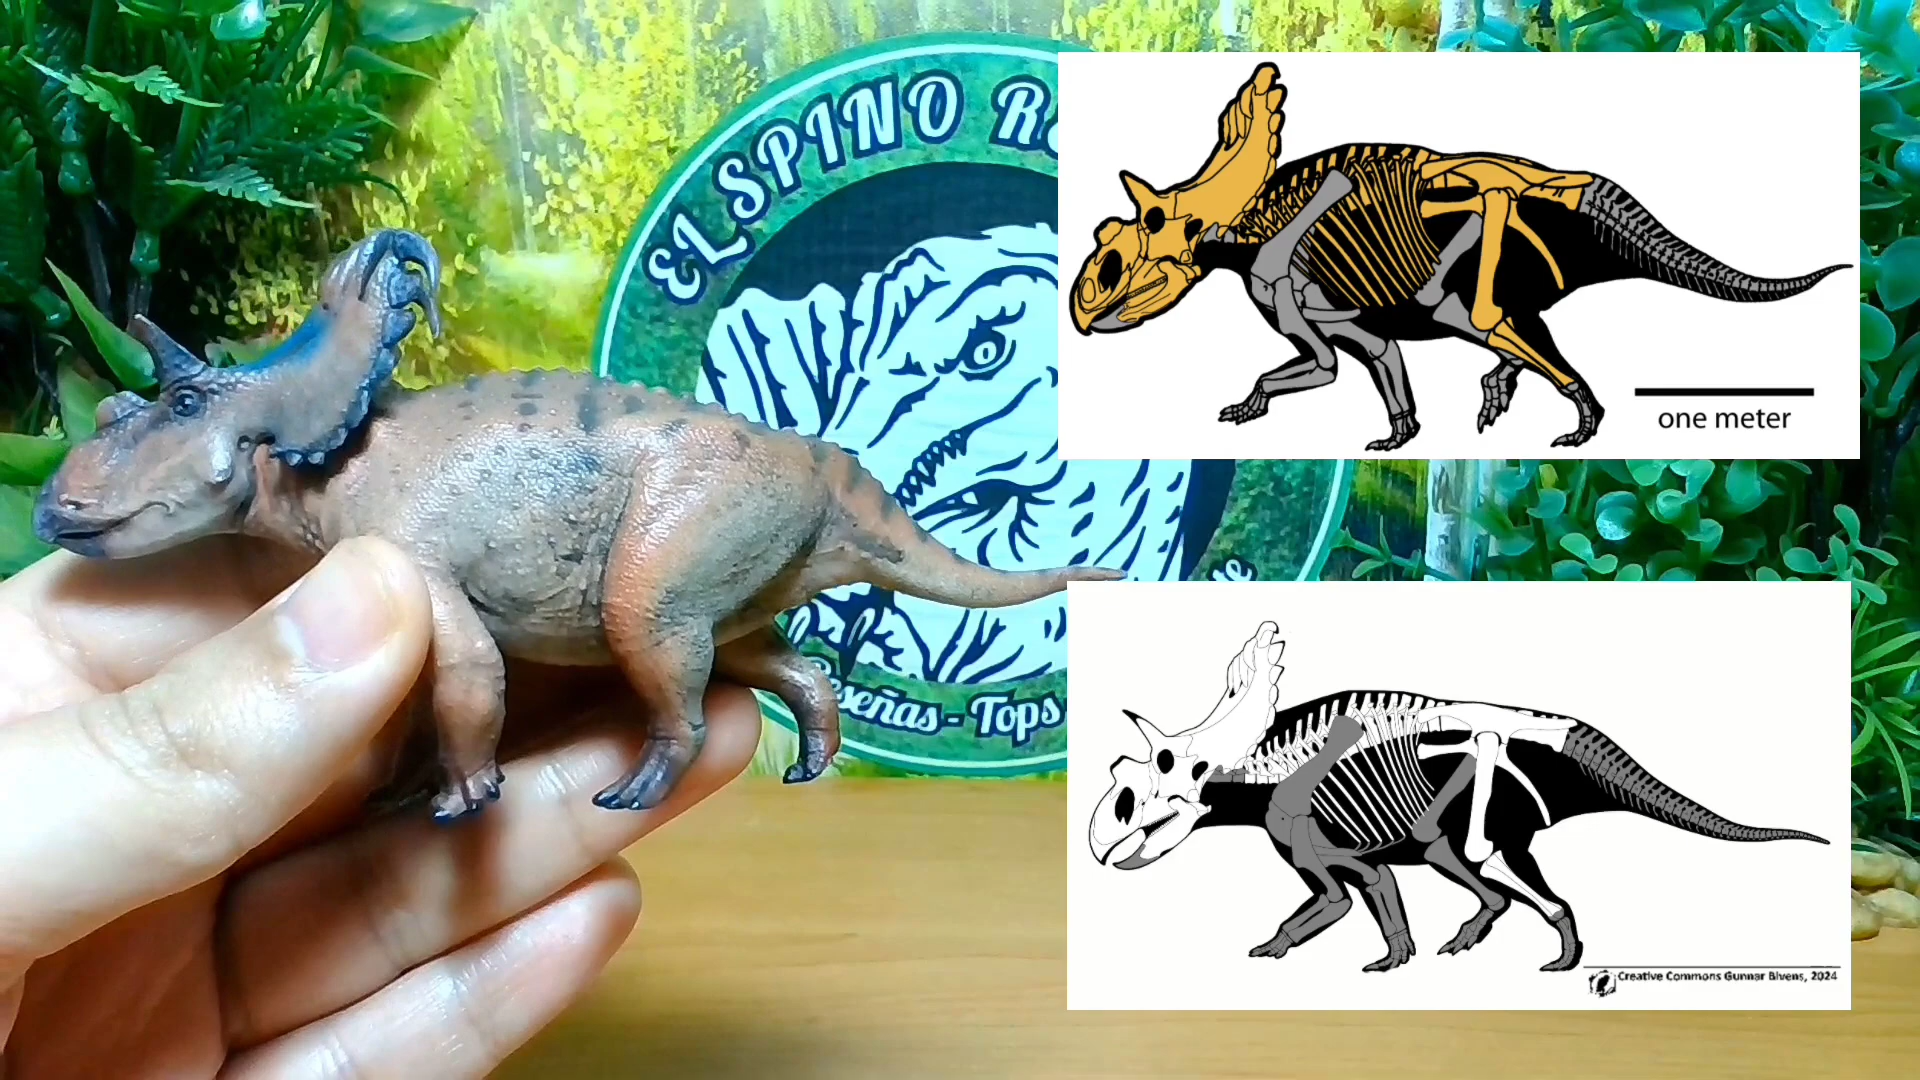 EL SPINO R
Reseñas - Tops
one meter
Creative Commons Gunnar Bivens, 2024